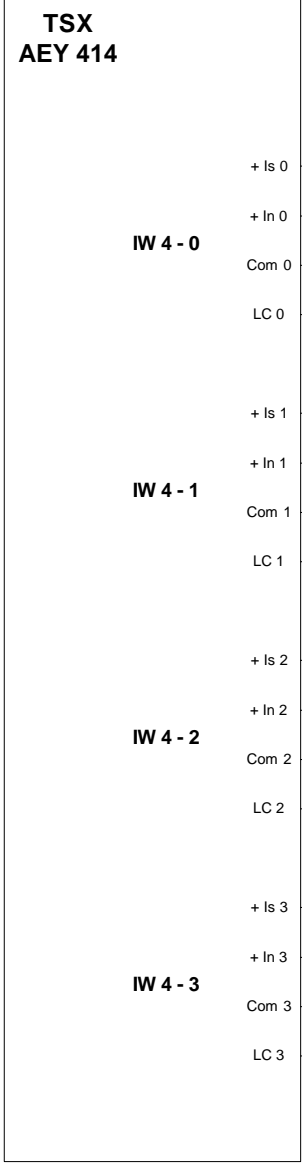 TSX
AEY 414
+ Is 0
+ In 0
IW 4 - 0
Com 0
LC 0
+ Is 1
+ In 1
IW 4 - 1
Com 1
LC 1
+ Is 2
+ In 2
IW 4 - 2
Com 2
LC 2
+ Is 3
+ In 3
IW 4 - 3
Com 3
LC 3